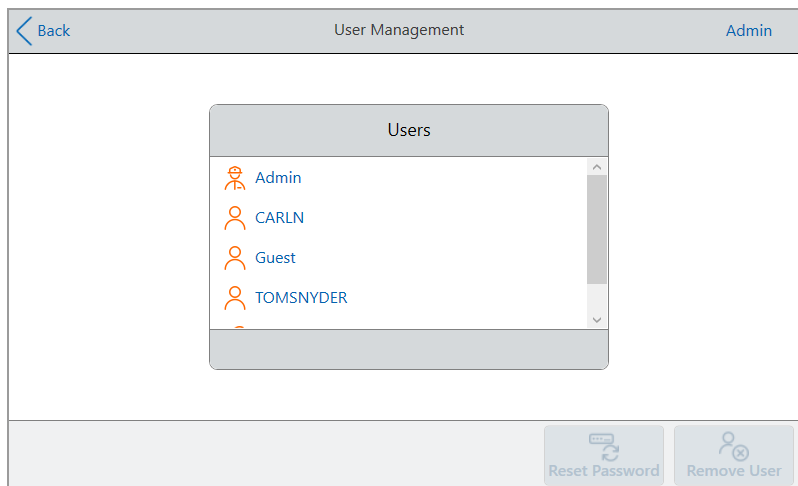 Back
User Management
Admin
Users
Admin
CARLN
Guest
TOMSNYDER
Reset Password
Remove User